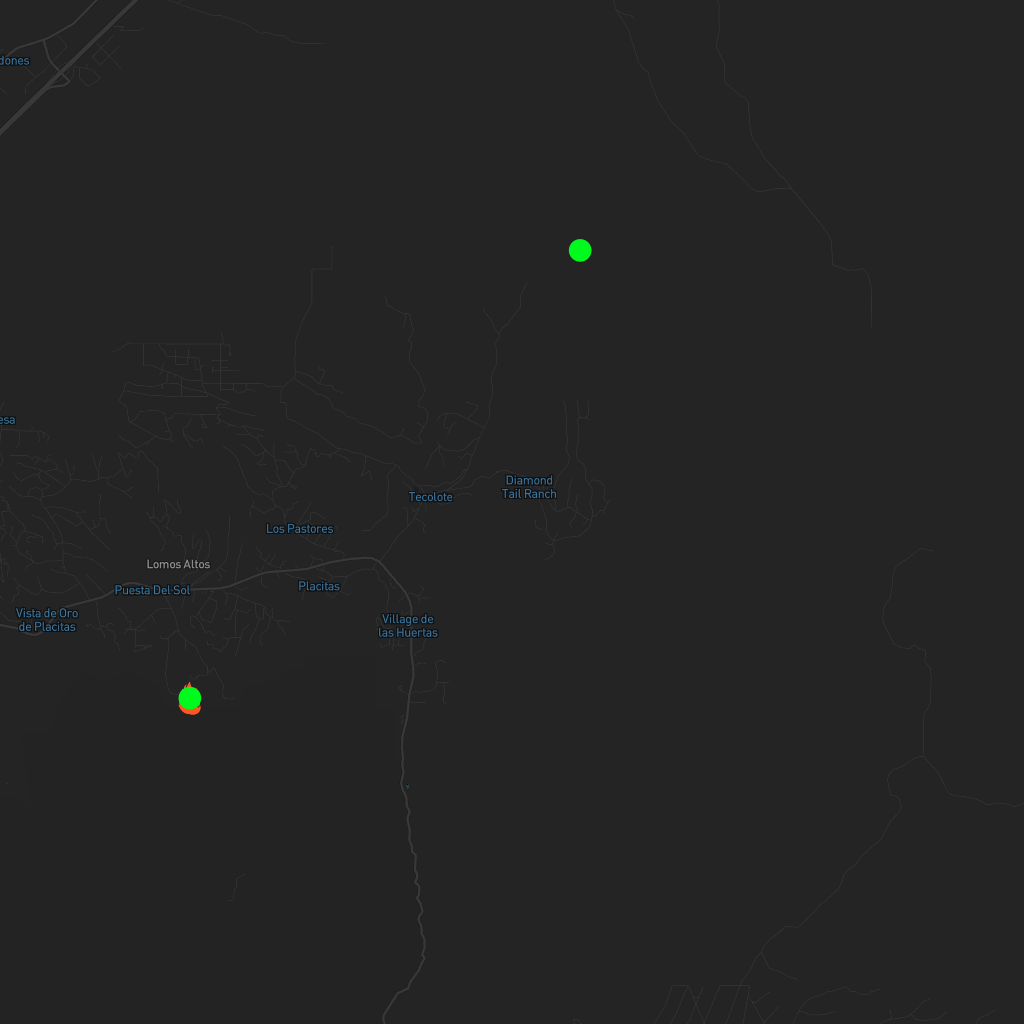 dones
esa
Diamond
Tail Ranch
Tecolote
Los Pastores
Lomos Altos
Puesta Del Sol
Placitas
Vista de Oro
de Placitas
Village de
las Huertas